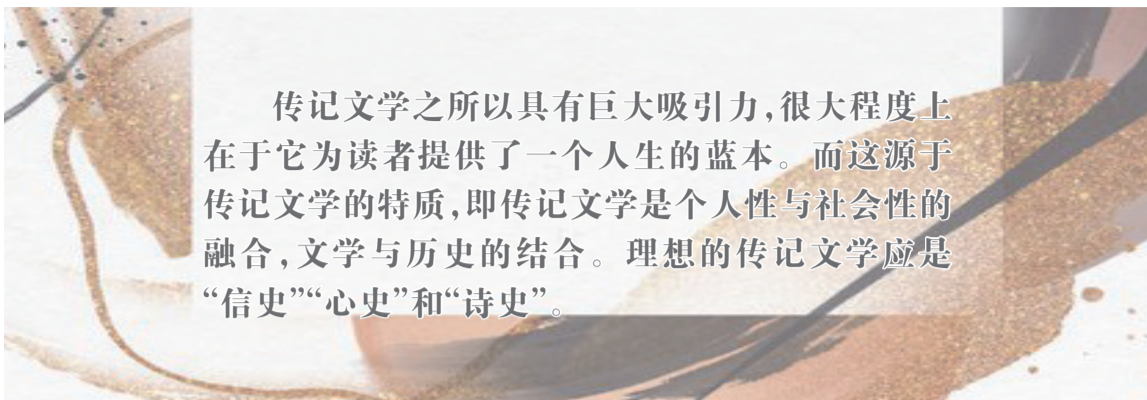 传记文学之所以具有巨大吸引力,很大程度上
在于它为读者提供了一个人生的蓝本。而这源于
传记文学的特质,即传记文学是个人性与社会性的
融合,文学与历史的结合。理想的传记文学应是
“信史”“心史”和“诗史”。